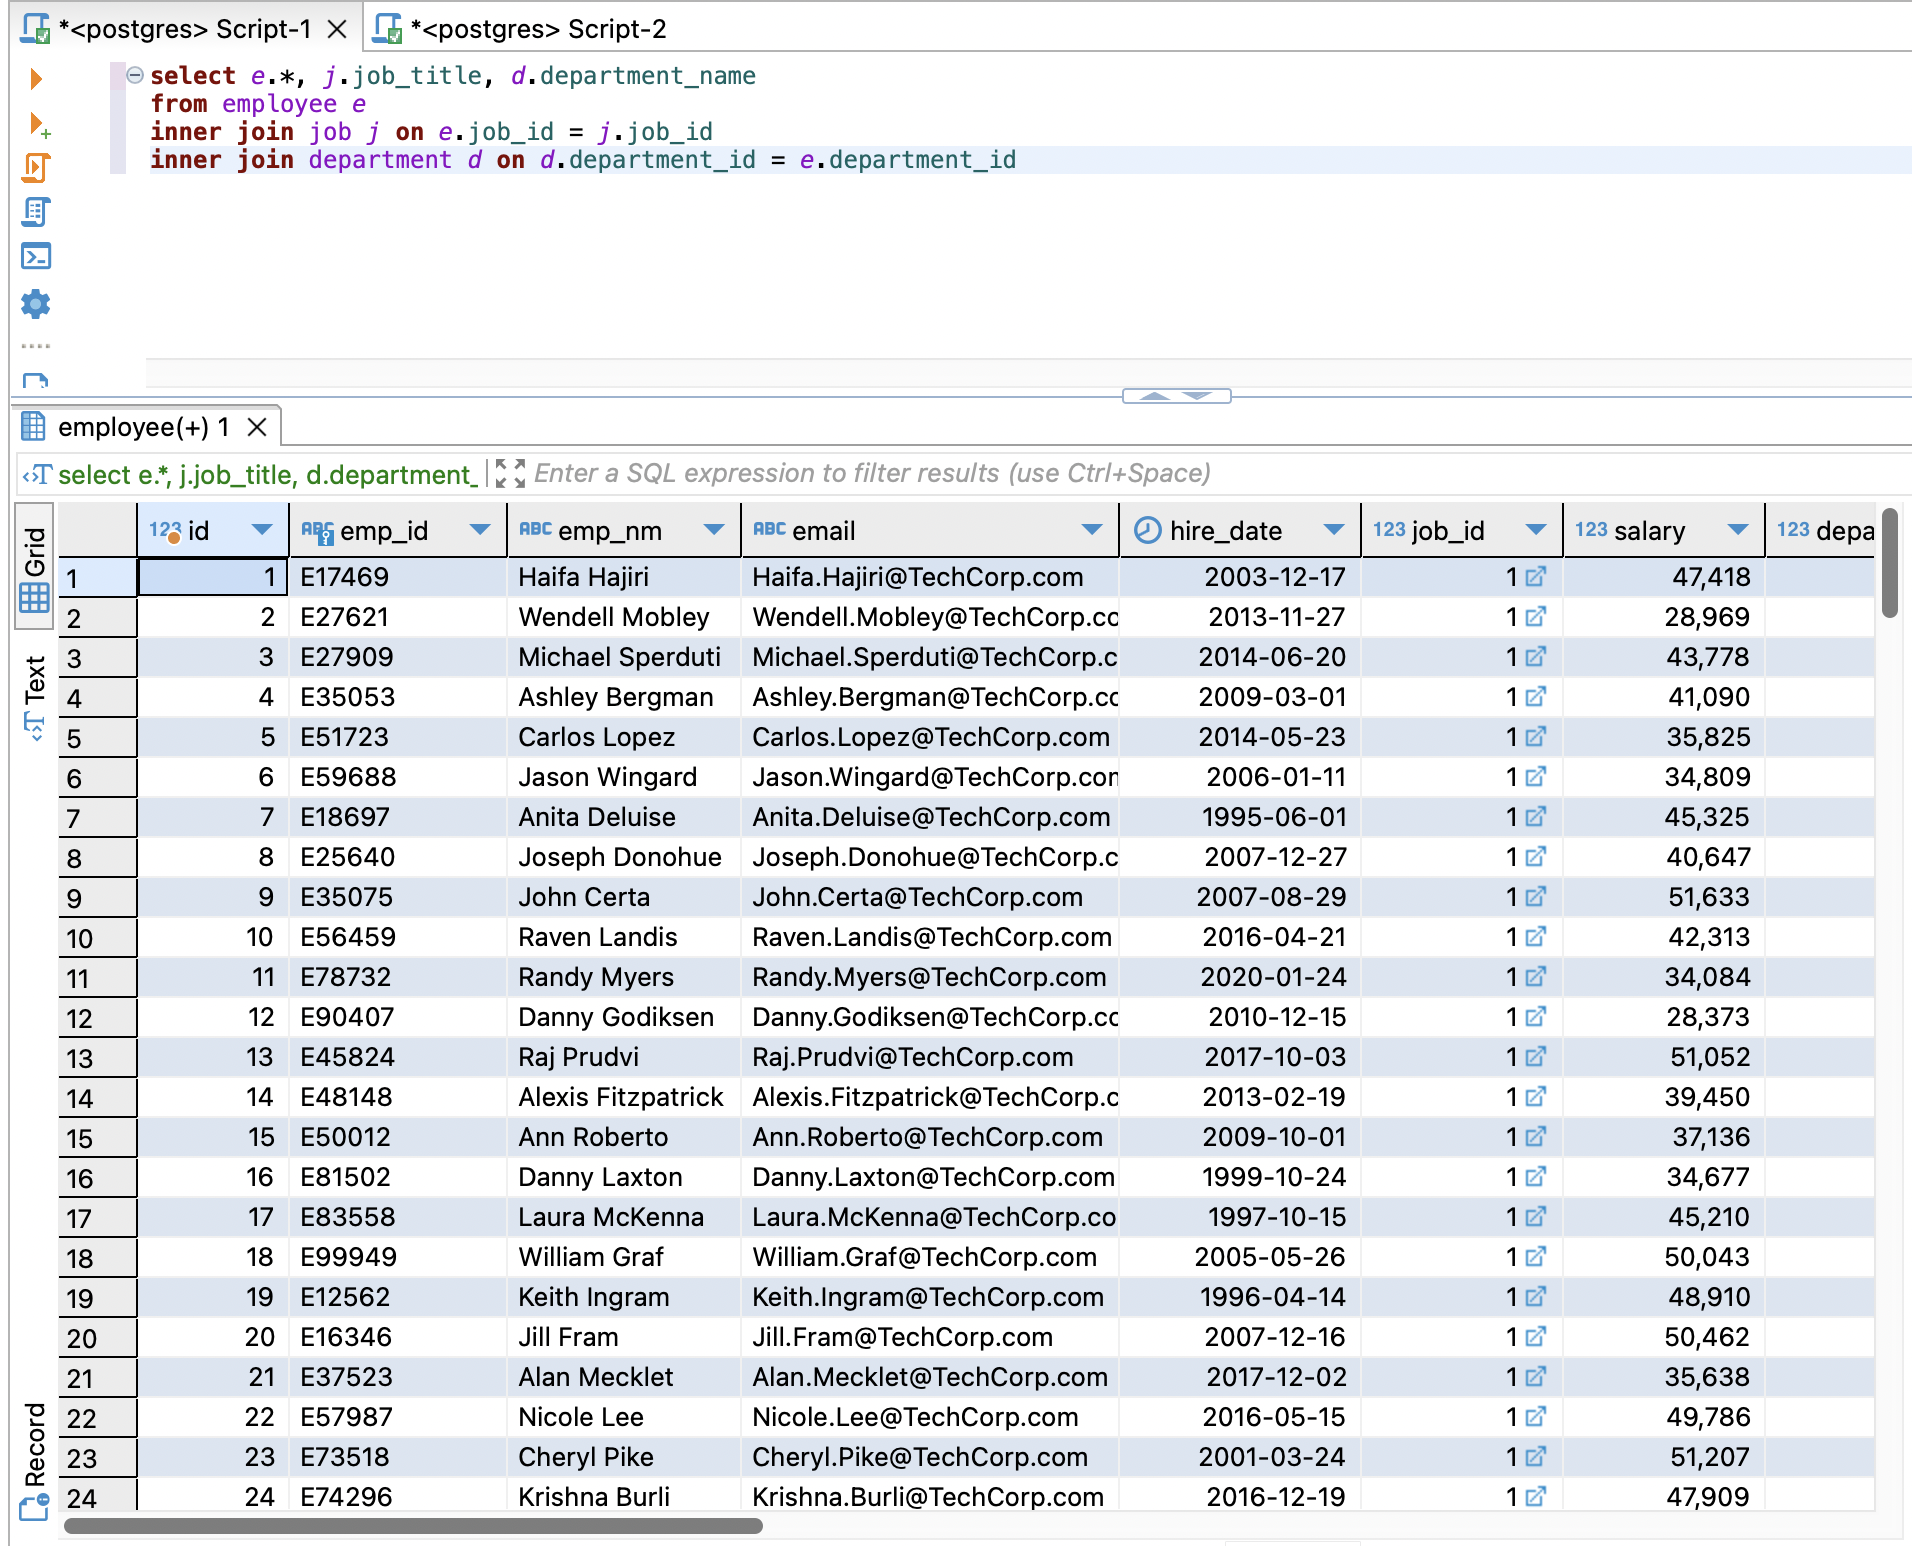 *<postgres> Script-1
*<postgres> Script-2
select e.*, j.job_title, d.department_name
from employee e
inner join job j on e.job_id = j.job_id
inner join department d on d.department_id = e.department_id
employee(+) 1
select e.*, j.job_title, d.department_
Enter a SQL expression to filter results (use Ctrl+Space)
Grid
Text
Record
123 id ABC emp_id ABC emp_nm ABC email hire_date 123 job_id 123 salary 123 depa
1 1 E17469 Haifa Hajiri Haifa.Hajiri@TechCorp.com 2003-12-17 1 47,418
2 2 E27621 Wendell Mobley Wendell.Mobley@TechCorp.co 2013-11-27 1 28,969
3 3 E27909 Michael Sperduti Michael.Sperduti@TechCorp.c 2014-06-20 1 43,778
4 4 E35053 Ashley Bergman Ashley.Bergman@TechCorp.co 2009-03-01 1 41,090
5 5 E51723 Carlos Lopez Carlos.Lopez@TechCorp.com 2014-05-23 1 35,825
6 6 E59688 Jason Wingard Jason.Wingard@TechCorp.com 2006-01-11 1 34,809
7 7 E18697 Anita Deluise Anita.Deluise@TechCorp.com 1995-06-01 1 45,325
8 8 E25640 Joseph Donohue Joseph.Donohue@TechCorp.c 2007-12-27 1 40,647
9 9 E35075 John Certa John.Certa@TechCorp.com 2007-08-29 1 51,633
10 10 E56459 Raven Landis Raven.Landis@TechCorp.com 2016-04-21 1 42,313
11 11 E78732 Randy Myers Randy.Myers@TechCorp.com 2020-01-24 1 34,084
12 12 E90407 Danny Godiksen Danny.Godiksen@TechCorp.co 2010-12-15 1 28,373
13 13 E45824 Raj Prudvi Raj.Prudvi@TechCorp.com 2017-10-03 1 51,052
14 14 E48148 Alexis Fitzpatrick Alexis.Fitzpatrick@TechCorp.c 2013-02-19 1 39,450
15 15 E50012 Ann Roberto Ann.Roberto@TechCorp.com 2009-10-01 1 37,136
16 16 E81502 Danny Laxton Danny.Laxton@TechCorp.com 1999-10-24 1 34,677
17 17 E83558 Laura McKenna Laura.McKenna@TechCorp.co 1997-10-15 1 45,210
18 18 E99949 William Graf William.Graf@TechCorp.com 2005-05-26 1 50,043
19 19 E12562 Keith Ingram Keith.Ingram@TechCorp.com 1996-04-14 1 48,910
20 20 E16346 Jill Fram Jill.Fram@TechCorp.com 2007-12-16 1 50,462
21 21 E37523 Alan Mecklet Alan.Mecklet@TechCorp.com 2017-12-02 1 35,638
22 22 E57987 Nicole Lee Nicole.Lee@TechCorp.com 2016-05-15 1 49,786
23 23 E73518 Cheryl Pike Cheryl.Pike@TechCorp.com 2001-03-24 1 51,207
24 24 E74296 Krishna Burli Krishna.Burli@TechCorp.com 2016-12-19 1 47,909